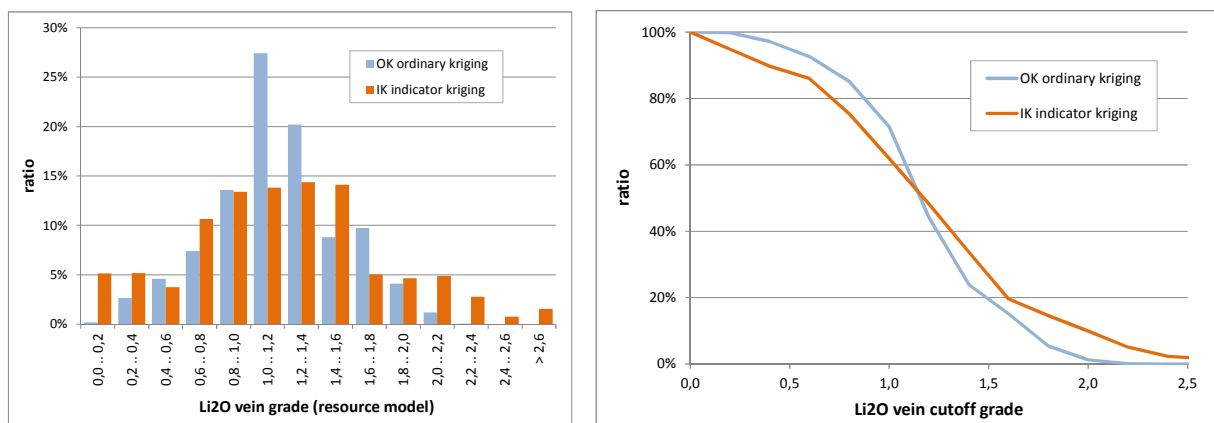 30%
25%
20%
15%
10%
5%
0%
ratio
OK ordinary kriging
IK indicator kriging
0,0 .. 0,2
0,2 .. 0,4
0,4 .. 0,6
0,6 .. 0,8
0,8 .. 1,0
1,0 .. 1,2
1,2 .. 1,4
1,4 .. 1,6
1,6 .. 1,8
1,8 .. 2,0
2,0 .. 2,2
2,2 .. 2,4
2,4 .. 2,6
> 2,6
Li2O vein grade (resource model)
100%
80%
60%
40%
20%
0%
ratio
OK ordinary kriging
IK indicator kriging
0,0
0,5
1,0
1,5
2,0
2,5
Li2O vein cutoff grade